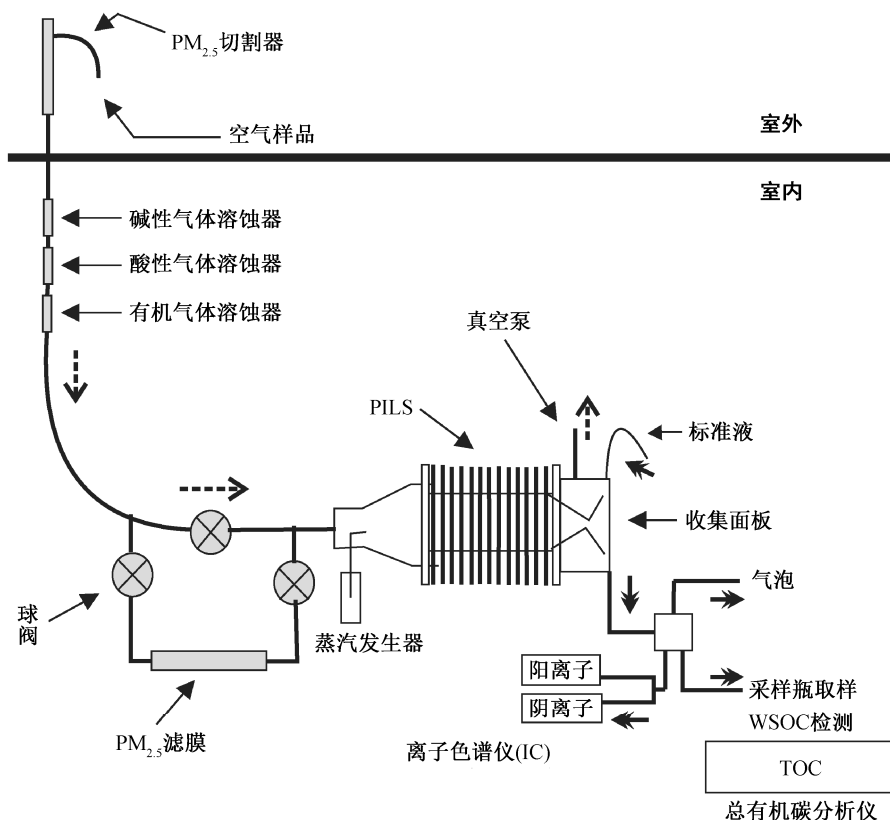 PM2.5切割器
空气样品
室外
室内
碱性气体溶蚀器
酸性气体溶蚀器
有机气体溶蚀器
真空泵
PILS
标准液
收集面板
气泡
球阀
蒸汽发生器
阳离子
阴离子
采样瓶取样
WSOC检测
PM2.5滤膜
离子色谱仪(IC)
TOC
总有机碳分析仪